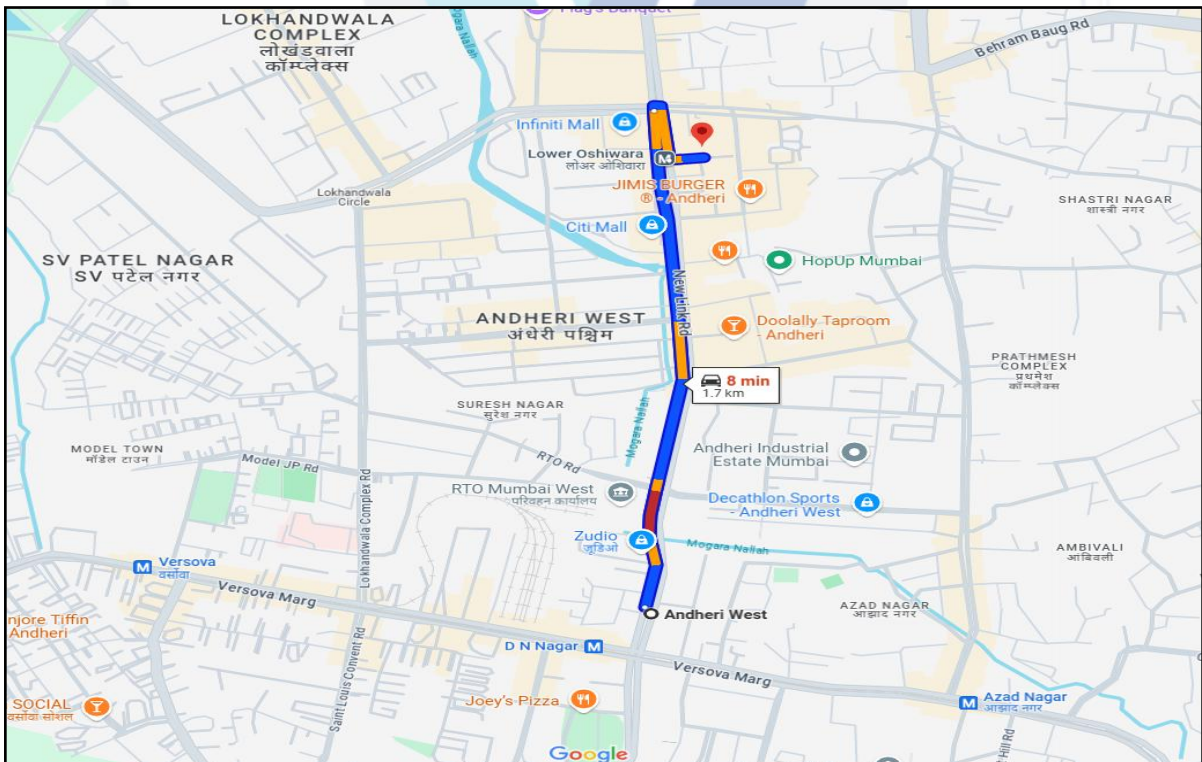 LOKHANDWALA
COMPLEX
लोखंडवाला
कॉम्प्लेक्स
Behram Baug Rd
Infiniti Mall
Lower Oshiwara
लोअर ओशिवारा
M
JIMIS BURGER
® - Andheri
Lokhandwala
Circle
SHASTRI NAGAR
शास्त्री नगर
Citi Mall
SV PATEL NAGAR
SV पटेल नगर
HopUp Mumbai
New Link Rd
ANDHERI WEST
अंधेरी पश्चिम
Doolally Taproom
- Andheri
PRATHMESH
COMPLEX
प्रथमेश
कॉम्प्लेक्स
8 min
1.7 km
SURESH NAGAR
सुरेश नगर
Mogara Nallah
MODEL TOWN
मॉडेल टाउन
Model JP Rd
RTO Rd
Andheri Industrial
Estate Mumbai
RTO Mumbai West
परिवहन कार्यालय
Lokhandwala Complex Rd
Decathlon Sports
- Andheri West
Zudio
जुडिओ
Mogara Nallah
AMBIVALI
आंबिवली
M Versova
वर्सोवा
Versova Marg
AZAD NAGAR
आझाद नगर
Andheri West
njore Tiffin
Andheri
D N Nagar M
Versova Marg
Saint Louis Convent Rd
SOCIAL
वर्सोवा सोशल
Joey's Pizza
M Azad Nagar
आझाद नगर
Hill Rd
Google